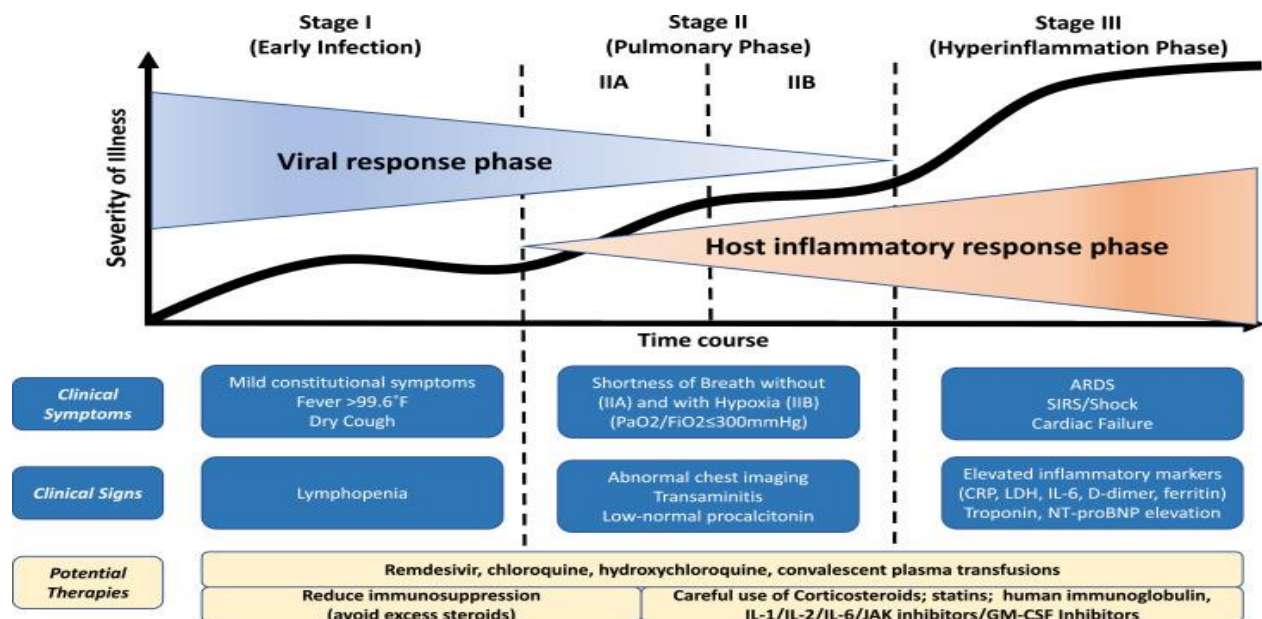 Stage I
(Early Infection)
Stage II
(Pulmonary Phase)
Stage III
(Hyperinflammation Phase)
IIA
IIB
Severity of Illness
Viral response phase
Host inflammatory response phase
Time course
Clinical
Symptoms
Mild constitutional symptoms
Fever >99.6°F
Dry Cough
Shortness of Breath without
(IIA) and with Hypoxia (IIB)
(PaO2/FiO2≤300mmHg)
ARDS
SIRS/Shock
Cardiac Failure
Clinical Signs
Lymphopenia
Abnormal chest imaging
Transaminitis
Low-normal procalcitonin
Elevated inflammatory markers
(CRP, LDH, IL-6, D-dimer, ferritin)
Troponin, NT-proBNP elevation
Potential
Therapies
Remdesivir, chloroquine, hydroxychloroquine, convalescent plasma transfusions
Reduce immunosuppression
(avoid excess steroids)
Careful use of Corticosteroids; statins; human immunoglobulin,
IL-1/IL-2/IL-6/JAK inhibitors/GM-CSF Inhibitors